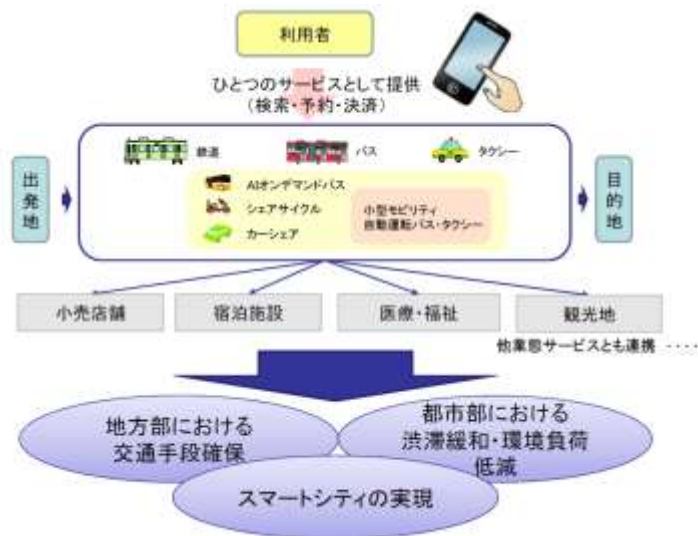 利用者
ひとつのサービスとして提供
（検索・予約・決済）
鉄道
バス
タクシー
出発地
AIオンデマンドバス
シェアサイクル
カーシェア
小型モビリティ
自動運転バス・タクシー
目的地
小売店舗
宿泊施設
医療・福祉
観光地
他業態サービスとも連携 ････
地方部における
交通手段確保
都市部における
渋滞緩和・環境負荷
低減
スマートシティの実現